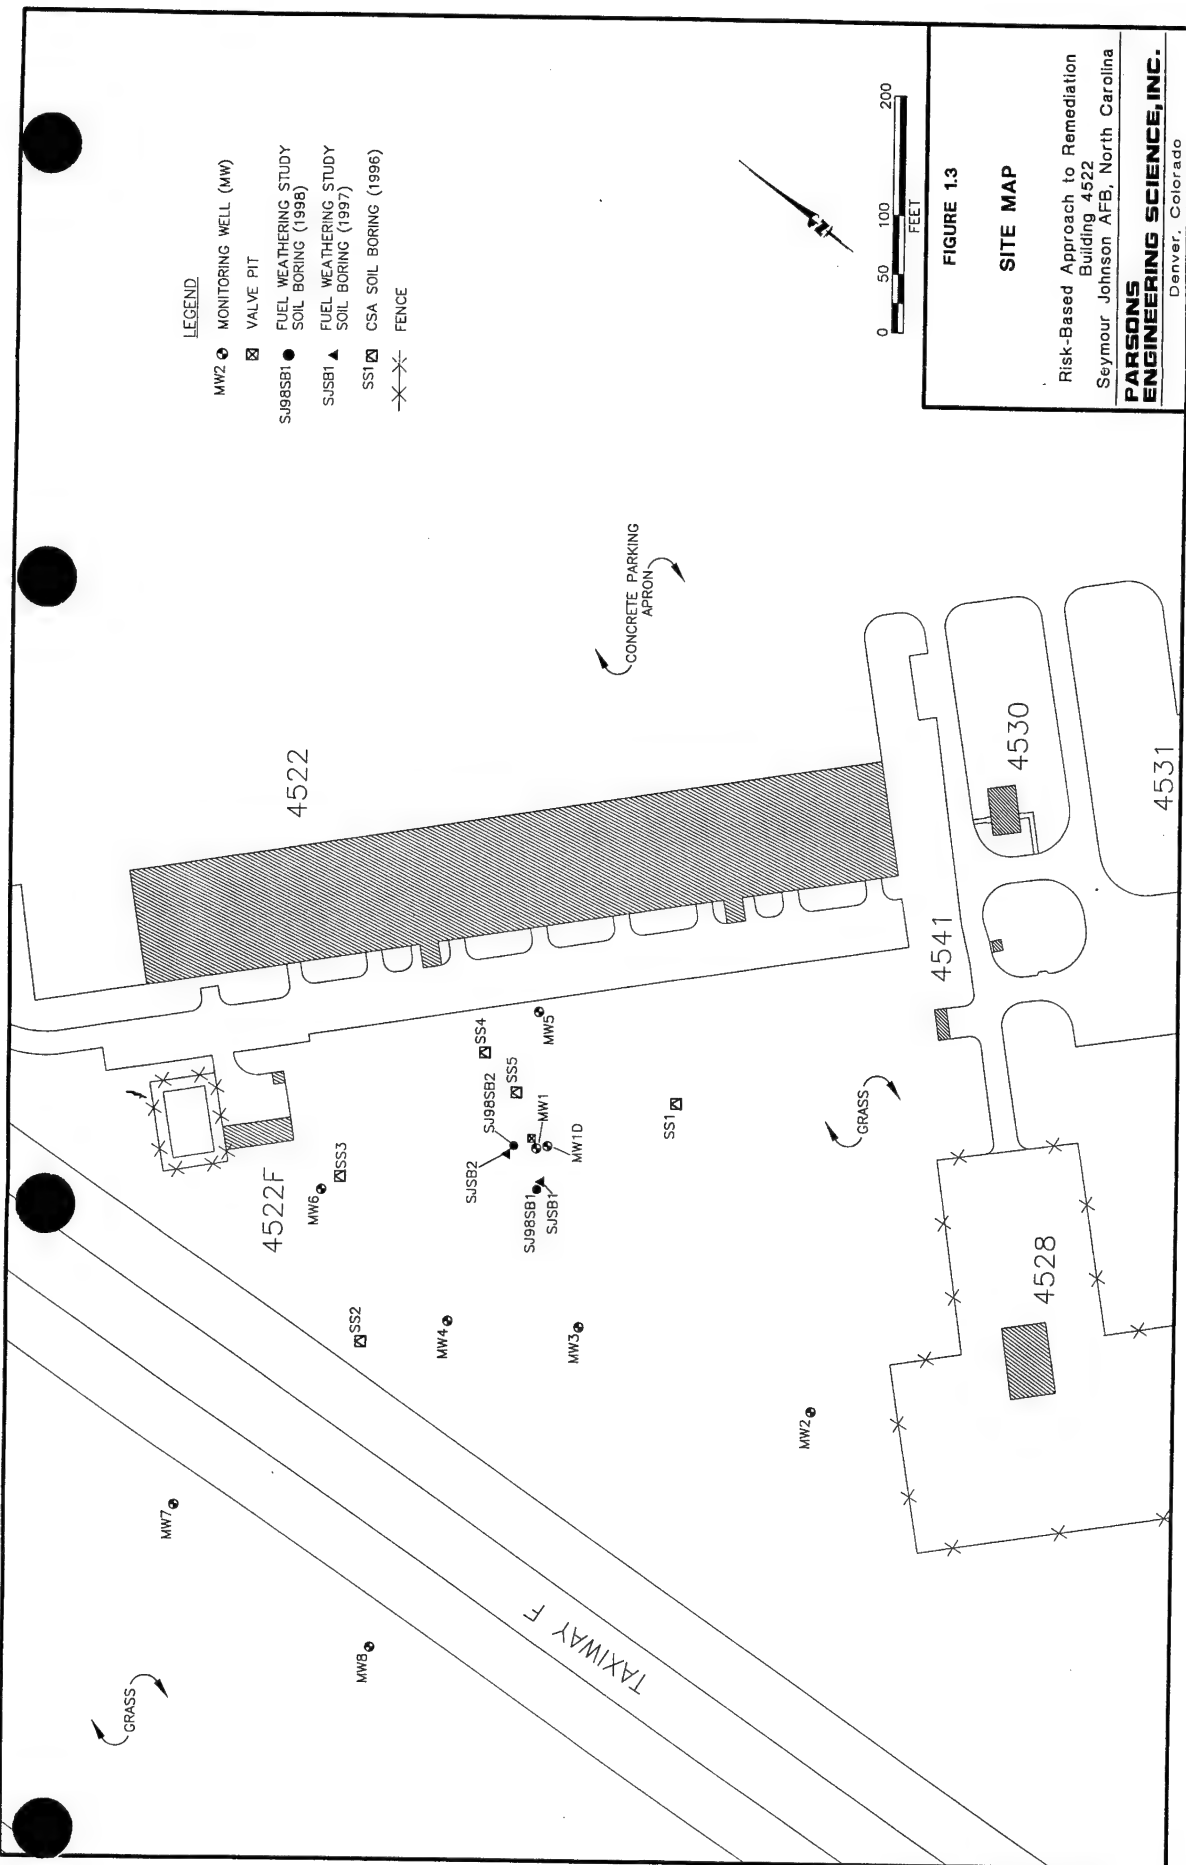 LEGEND
MW2 MONITORING WELL (MW)
VALVE PIT
SJ98SB1 FUEL WEATHERING STUDY
SOIL BORING (1998)
SJSB1 FUEL WEATHERING STUDY
SOIL BORING (1997)
SS1 CSA SOIL BORING (1996)
FENCE
4522
CONCRETE PARKING
APRON
4522F
MW6
SS3
SS2
MW4
MW3
MW2
MW7
MW8
GRASS
TAXIWAY F
SS4
SS5
MW5
SJ98SB2
SJSB2
MW1
MW1D
SJ98SB1
SJSB1
SS1
GRASS
4541
4530
4531
4528
N
0 50 100 200
FEET
FIGURE 1.3
SITE MAP
Risk-Based Approach to Remediation
Building 4522
Seymour Johnson AFB, North Carolina
PARSONS
ENGINEERING SCIENCE, INC.
Denver, Colorado